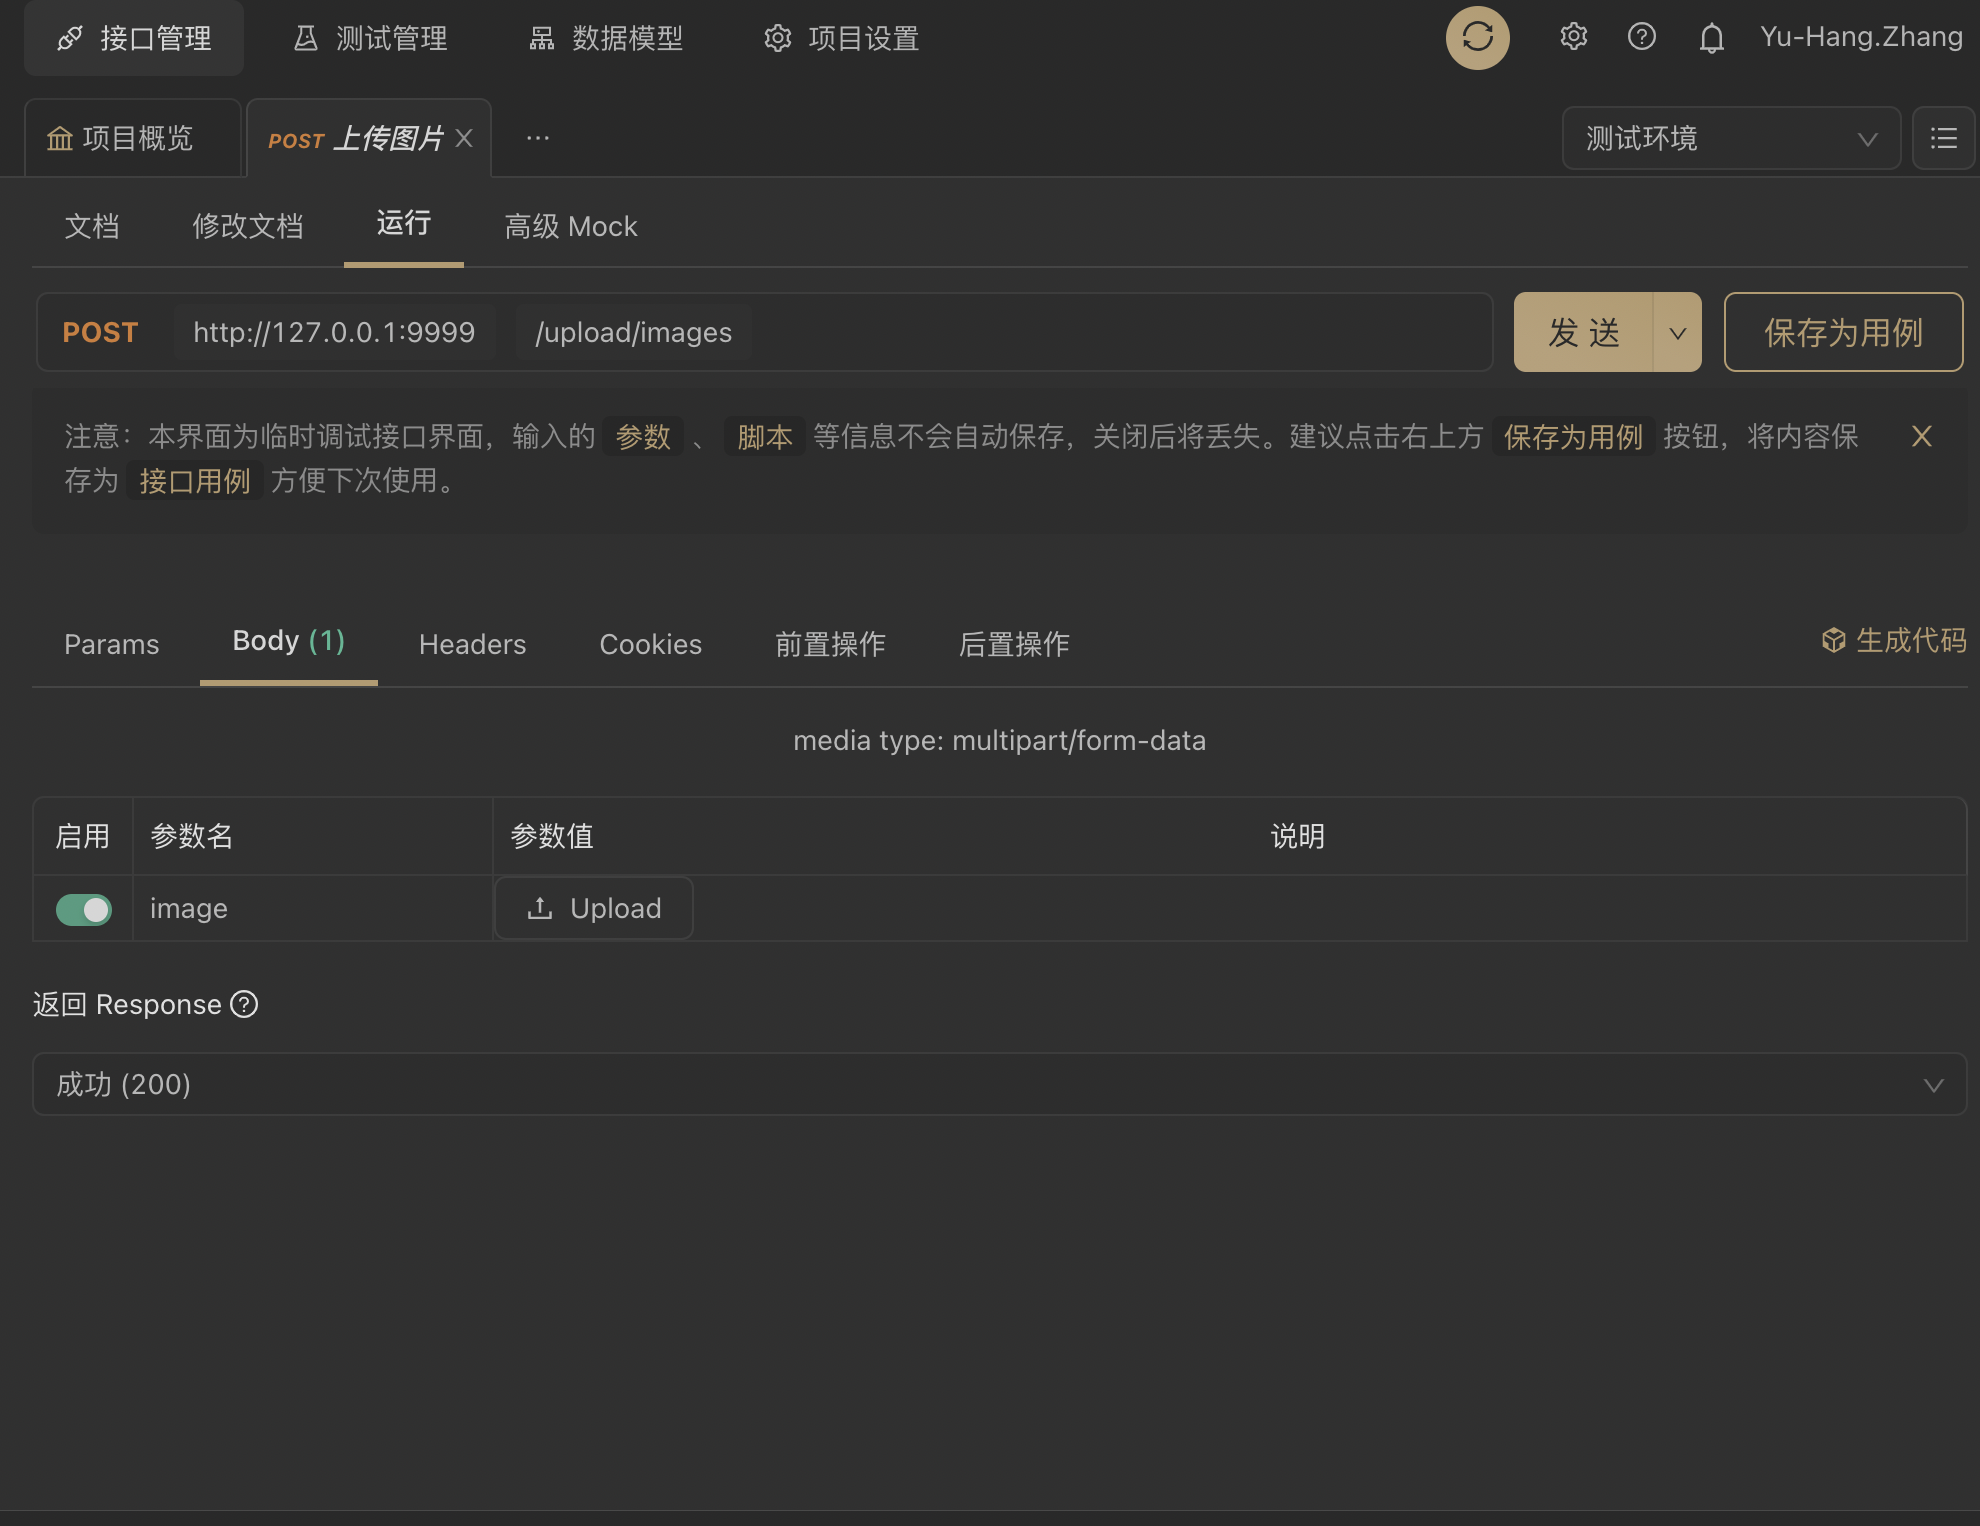 接口管理 测试管理 数据模型 项目设置 Yu-Hang.Zhang
项目概览 POST 上传图片 X ··· 测试环境
文档 修改文档 运行 高级 Mock
POST http://127.0.0.1:9999 /upload/images 发 送 保存为用例
注意：本界面为临时调试接口界面，输入的 参数 、 脚本 等信息不会自动保存，关闭后将丢失。建议点击右上方 保存为用例 按钮，将内容保
存为 接口用例 方便下次使用。
Params Body (1) Headers Cookies 前置操作 后置操作 生成代码
media type: multipart/form-data
启用 参数名 参数值 说明
image Upload
返回 Response
成功 (200)